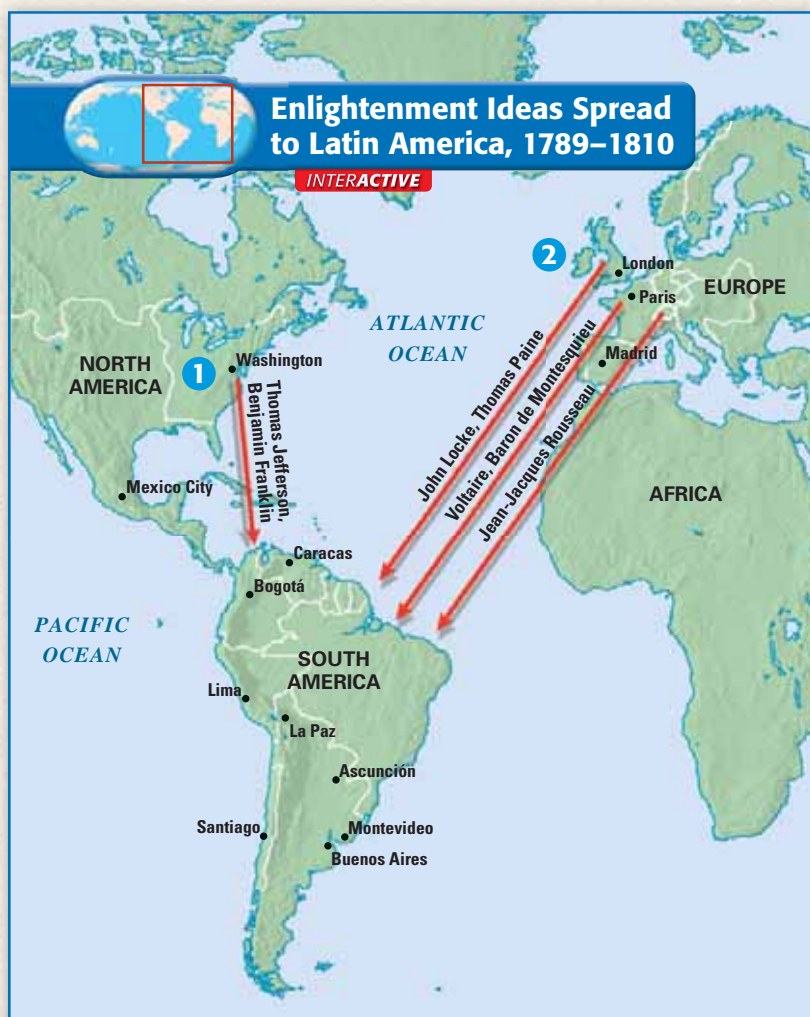 Enlightenment Ideas Spread
to Latin America, 1789–1810
INTERACTIVE
2
London
Paris
EUROPE
ATLANTIC
OCEAN
Madrid
NORTH
AMERICA
1
Washington
Thomas Jefferson,
Benjamin Franklin
John Locke, Thomas Paine
Voltaire, Baron de Montesquieu
Jean-Jacques Rousseau
Mexico City
AFRICA
Caracas
Bogotá
PACIFIC
OCEAN
SOUTH
AMERICA
Lima
La Paz
Ascunción
Santiago
Montevideo
Buenos Aires